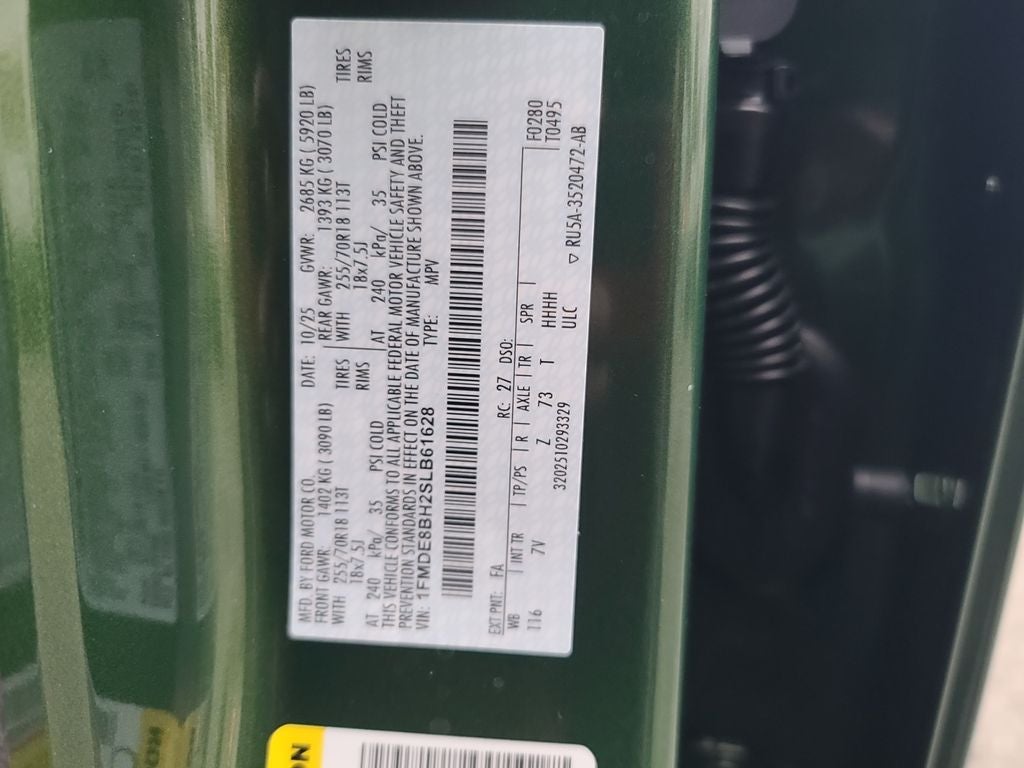 MFD. BY FORD MOTOR CO. DATE: 10/25 GVWR: 2685 KG ( 5920 LB)
FRONT GAWR: 1402 KG ( 3090 LB) REAR GAWR: 1393 KG ( 3070 LB)
WITH 255/70R18 113T TIRES WITH 255/70R18 113T TIRES
18x7.5J RIMS 18x7.5J RIMS
AT 240 kPa/ 35 PSI COLD AT 240 kPa/ 35 PSI COLD
THIS VEHICLE CONFORMS TO ALL APPLICABLE FEDERAL MOTOR VEHICLE SAFETY AND THEFT
PREVENTION STANDARDS IN EFFECT ON THE DATE OF MANUFACTURE SHOWN ABOVE.
VIN: 1FMDE8BH2SLB61628 TYPE: MPV
EXT PNT: FA RC: 27 DSO: F0280
WB INT TR TP/PS R AXLE TR SPR T0495
116 7V Z 73 T HHHH
ULC
3202510293329 ▽ RU5A-3520472-AB
ON